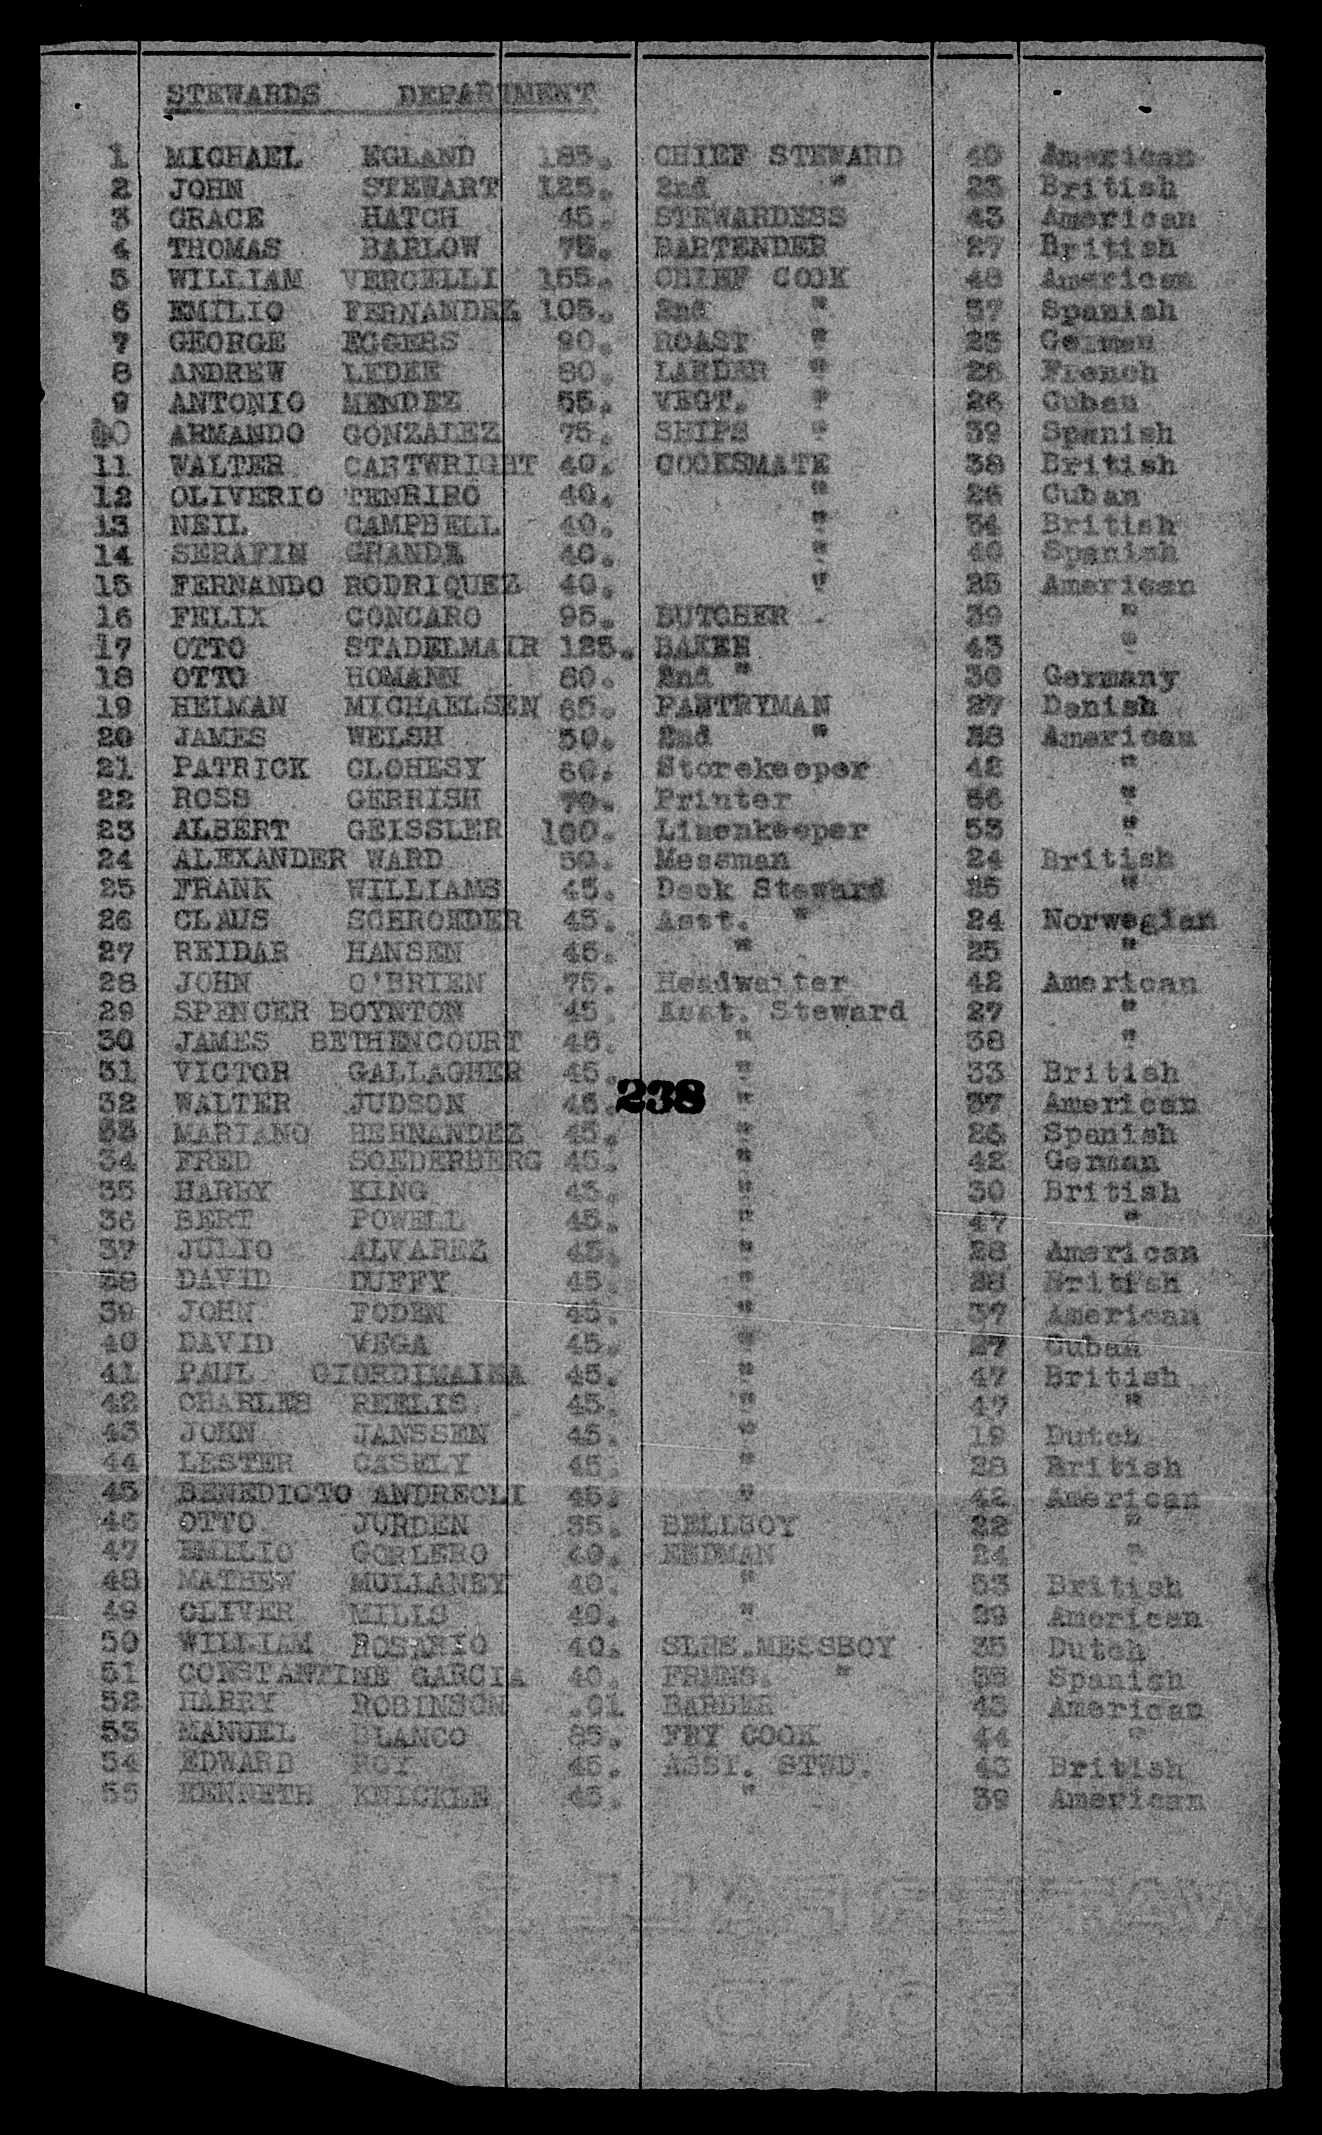 STEWARDS DEPARTMENT
1 MICHAEL EGLAND 185. CHIEF STEWARD 40 American
2 JOHN STEWART 125. 2nd " 23 British
3 GRACE HATCH 45. STEWARDESS 43 American
4 THOMAS BARLOW 75. BARTENDER 27 British
5 WILLIAM VERCELLI 155. CHIEF COOK 48 American
6 EMILIO FERNANDEZ 105. 2nd " 37 Spanish
7 GEORGE EGGERS 90. ROAST " 23 German
8 ANDREW LEDEE 80. LARDER " 26 French
9 ANTONIO MENDEZ 55. VEGT. " 26 Cuban
10 ARMANDO GONZALEZ 75. SHIPS " 39 Spanish
11 WALTER CARTWRIGHT 40. COOKSMATE 38 British
12 OLIVERIO TENRIRO 40. " 26 Cuban
13 NEIL CAMPBELL 40. " 34 British
14 SERAFIN GRANDA 40. " 40 Spanish
15 FERNANDO RODRIQUEZ 40. " 25 American
16 FELIX GONCARO 95. BUTCHER 39 "
17 OTTO STADELMAIR 125. BAKER 43 "
18 OTTO HOMANN 80. 2nd " 30 Germany
19 HELMAN MICHAELSEN 65. PANTRYMAN 27 Danish
20 JAMES WELSH 50. 2nd " 28 American
21 PATRICK CLOHESY 60. Storekeeper 42 "
22 ROSS GERRISH 70. Printer 56 "
23 ALBERT GEISSLER 100. Linenkeeper 53 "
24 ALEXANDER WARD 50. Messman 24 British
25 FRANK WILLIAMS 45. Deck Steward 25 "
26 CLAUS SCHROEDER 45. Asst. " 24 Norwegian
27 REIDAR HANSEN 45. " 25 "
28 JOHN O'BRIEN 75. Headwaiter 42 American
29 SPENCER BOYNTON 45. Asst. Steward 27 "
30 JAMES BETHENCOURT 45. " 38 "
31 VICTOR GALLAGHER 45. " 33 British
238
32 WALTER JUDSON 45. " 37 American
33 MARIANO HERNANDEZ 45. " 26 Spanish
34 FRED SOEDERBERG 45. " 42 German
35 HARRY KING 45. " 30 British
36 BERT POWELL 45. " 47 "
37 JULIO ALVAREZ 45. " 28 American
38 DAVID DUFFY 45. " 28 British
39 JOHN FODEN 45. " 37 American
40 DAVID VEGA 45. " 27 Cuban
41 PAUL GIORDIMAINA 45. " 47 British
42 CHARLES REELIS 45. " 47 "
43 JOHN JANSSEN 45. " 19 Dutch
44 LESTER CASELY 45. " 28 British
45 BENEDICTO ANDRECLI 45. " 42 American
46 OTTO JURDEN 35. BELLBOY 22 "
47 EMILIO GORLERO 40. 24 "
48 MATHEW MULLANEY 40. " 53 British
49 OLIVER MILLS 40. " 29 American
50 WILLIAM ROSARIO 40. SLRS.MESSBOY 35 Dutch
51 CONSTANTINE GARCIA 40. FRMNS. " 38 Spanish
52 HARRY ROBINSON .01 BARBER 43 American
53 MANUEL BLANCO 85. FRY COOK 44 "
54 EDWARD ROY 45. ASST. STWD. 43 British
55 KENNETH KNICKLE 45. " 39 American